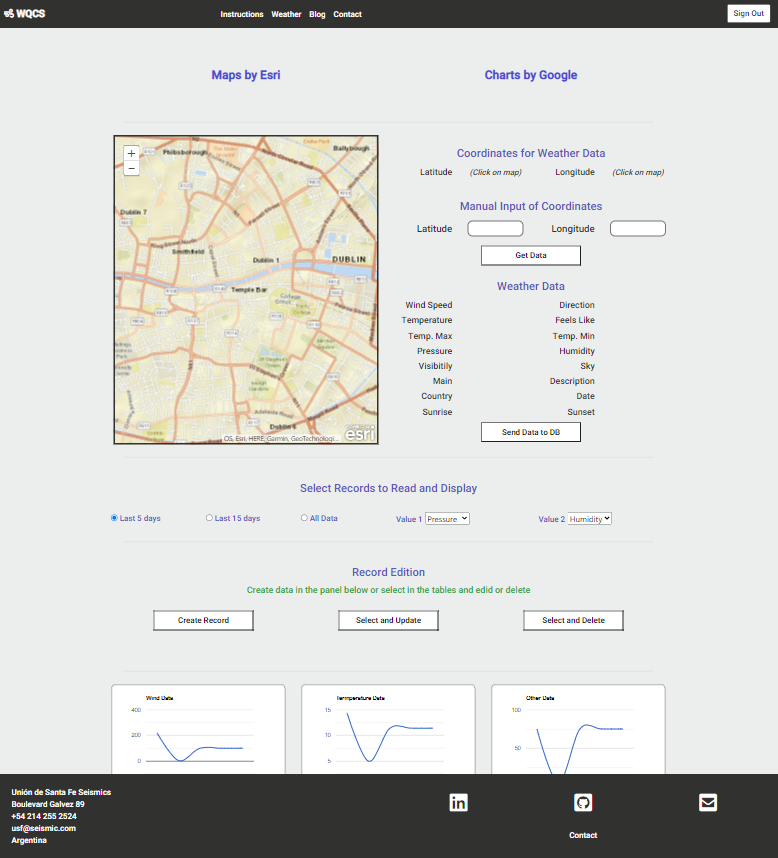 WQCS
Instructions Weather Blog Contact
Sign Out
Maps by Esri
Charts by Google
+
−
Phibsborough
Ballybough
Dublin 7
Smithfield
Dublin 1
DUBLIN
Temple Bar
Dublin 6
OS, Esri, HERE, Garmin, GeoTechnologi...
esri
Coordinates for Weather Data
Latitude (Click on map) Longitude (Click on map)
Manual Input of Coordinates
Latitude Longitude
Get Data
Weather Data
Wind Speed Direction
Temperature Feels Like
Temp. Max Temp. Min
Pressure Humidity
Visibitily Sky
Main Description
Country Date
Sunrise Sunset
Send Data to DB
Select Records to Read and Display
Last 5 days Last 15 days All Data Value 1 Pressure Value 2 Humidity
Record Edition
Create data in the panel below or select in the tables and edid or delete
Create Record Select and Update Select and Delete
Wind Data
400
200
0
Termperature Data
15
10
5
Other Data
100
50
Unión de Santa Fe Seismics
Boulevard Galvez 89
+54 214 255 2524
usf@seismic.com
Argentina
in
Contact